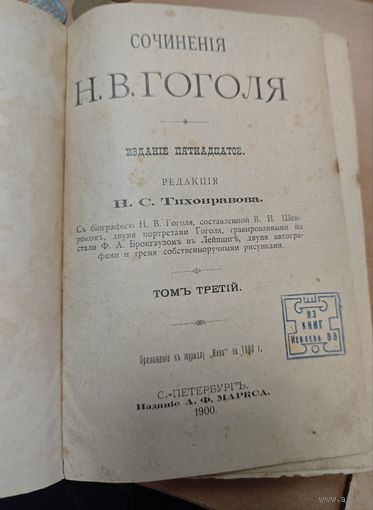 СОЧИНЕНІЯ
Н. В. ГОГОЛЯ
ИЗДАНІЕ ПЯТНАДЦАТОЕ.
РЕДАКЦІЯ
Н. С. Тихонравова.
Съ біографіею Н. В. Гоголя, составленной В. И. Шен-
рокомъ, двумя портретами Гоголя, гравированными на
стали Ф. А. Брокгаузомъ въ Лейпцигѣ, двумя автогра-
фами и тремя собственноручными рисунками.
ТОМЪ ТРЕТІЙ.
ИЗ
КНИГ
Приложеніе къ журналу „Нива“ на 1900 г.
С.-ПЕТЕРБУРГЪ.
Изданіе А. Ф. МАРКСА.
1900.